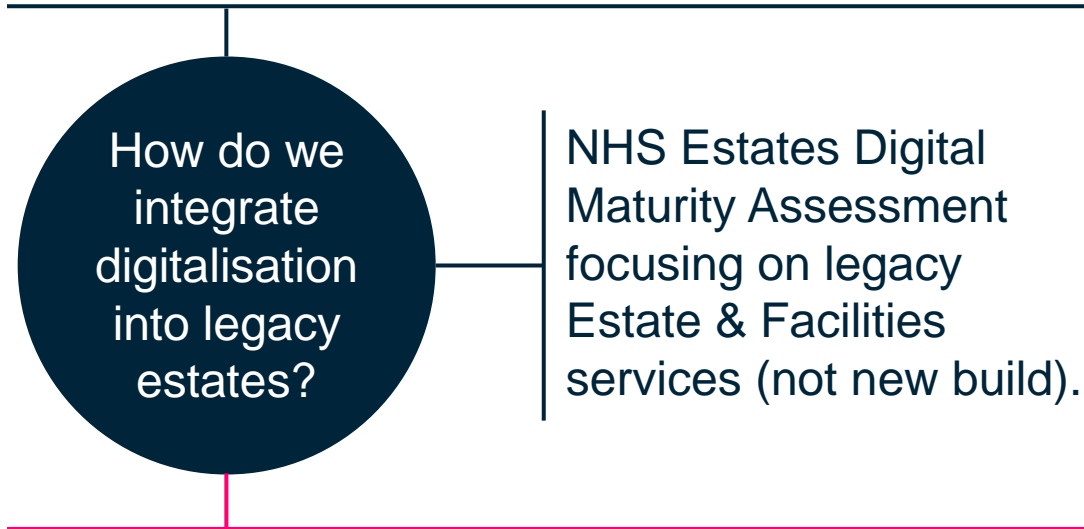 How do we
integrate
digitalisation
into legacy
estates?
NHS Estates Digital
Maturity Assessment
focusing on legacy
Estate & Facilities
services (not new build).